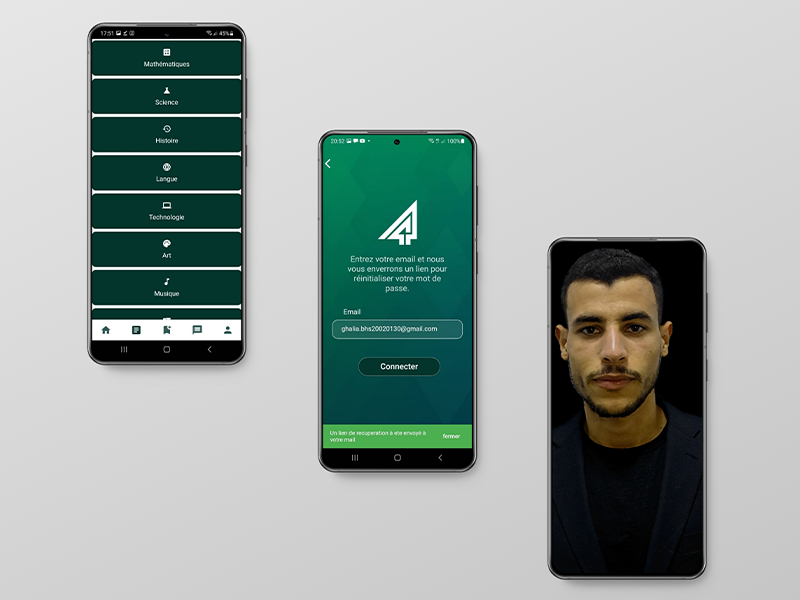 17:51
45%
Mathématiques
Science
Histoire
Langue
Technologie
Art
Musique
20:52
100%
Entrez votre email et nous
vous enverrons un lien pour
réinitialiser votre mot de
passe.
Email
ghalia.bhs20020130@gmail.com
Connecter
Un lien de recuperation à ete envoyé à
votre mail
fermer